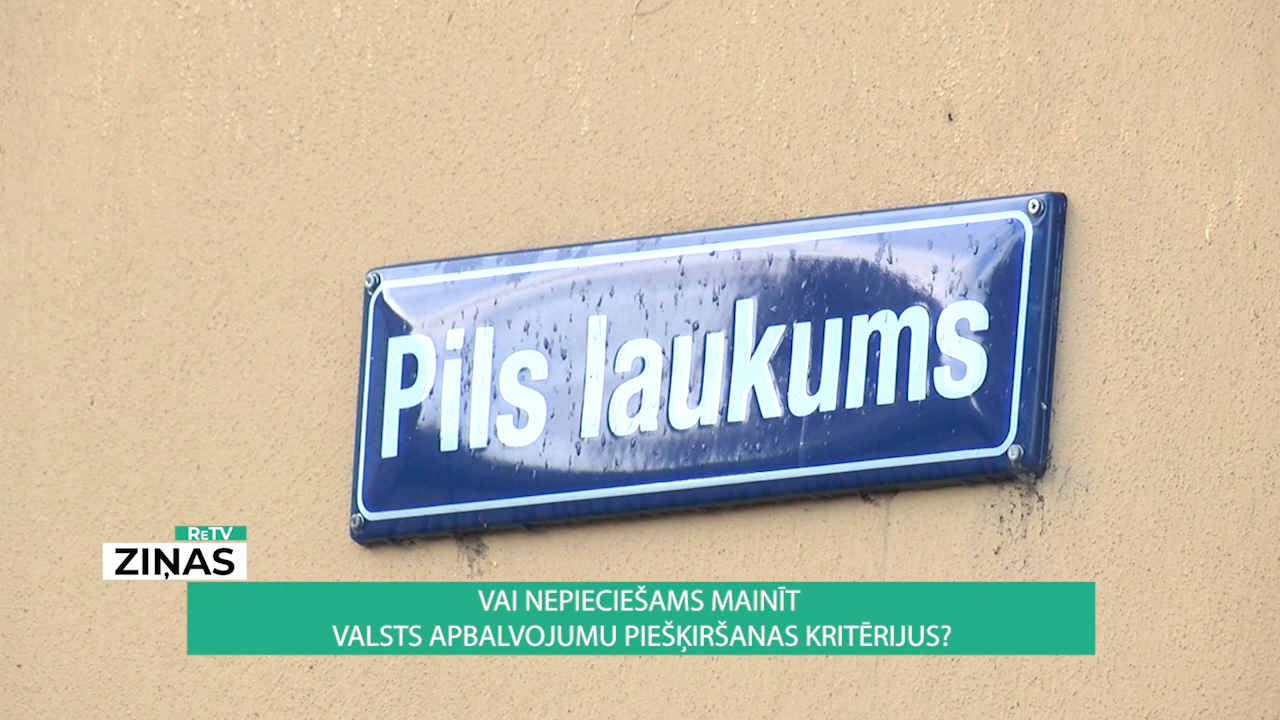 Pils laukums
ReTV
ZIŅAS
VAI NEPIECIEŠAMS MAINĪT
VALSTS APBALVOJUMU PIEŠĶIRŠANAS KRITĒRIJUS?